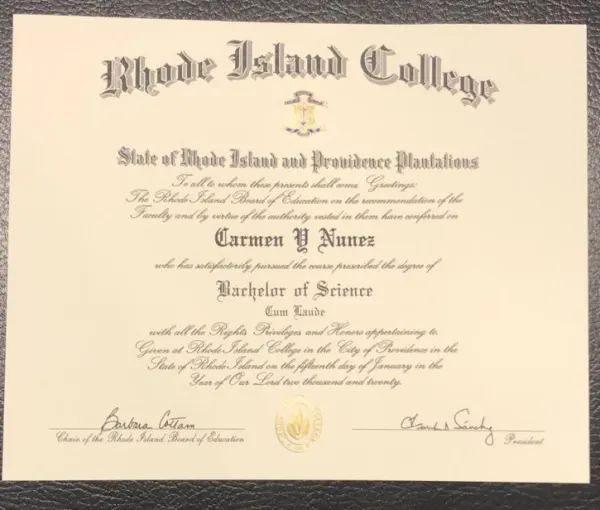 Rhode Island College
State of Rhode Island and Providence Plantations
To all to whom these presents shall come, Greetings:
The Rhode Island Board of Education on the recommendation of the
Faculty and by virtue of the authority vested in them have conferred on
Carmen Y Nunez
who has satisfactorily pursued the course prescribed the degree of
Bachelor of Science
Cum Laude
with all the Rights Privileges and Honors appertaining to.
Given at Rhode Island College in the City of Providence in the
State of Rhode Island on the fifteenth day of January in the
Year of Our Lord two thousand and twenty.
Barbara Cottam
Chair of the Rhode Island Board of Education
President